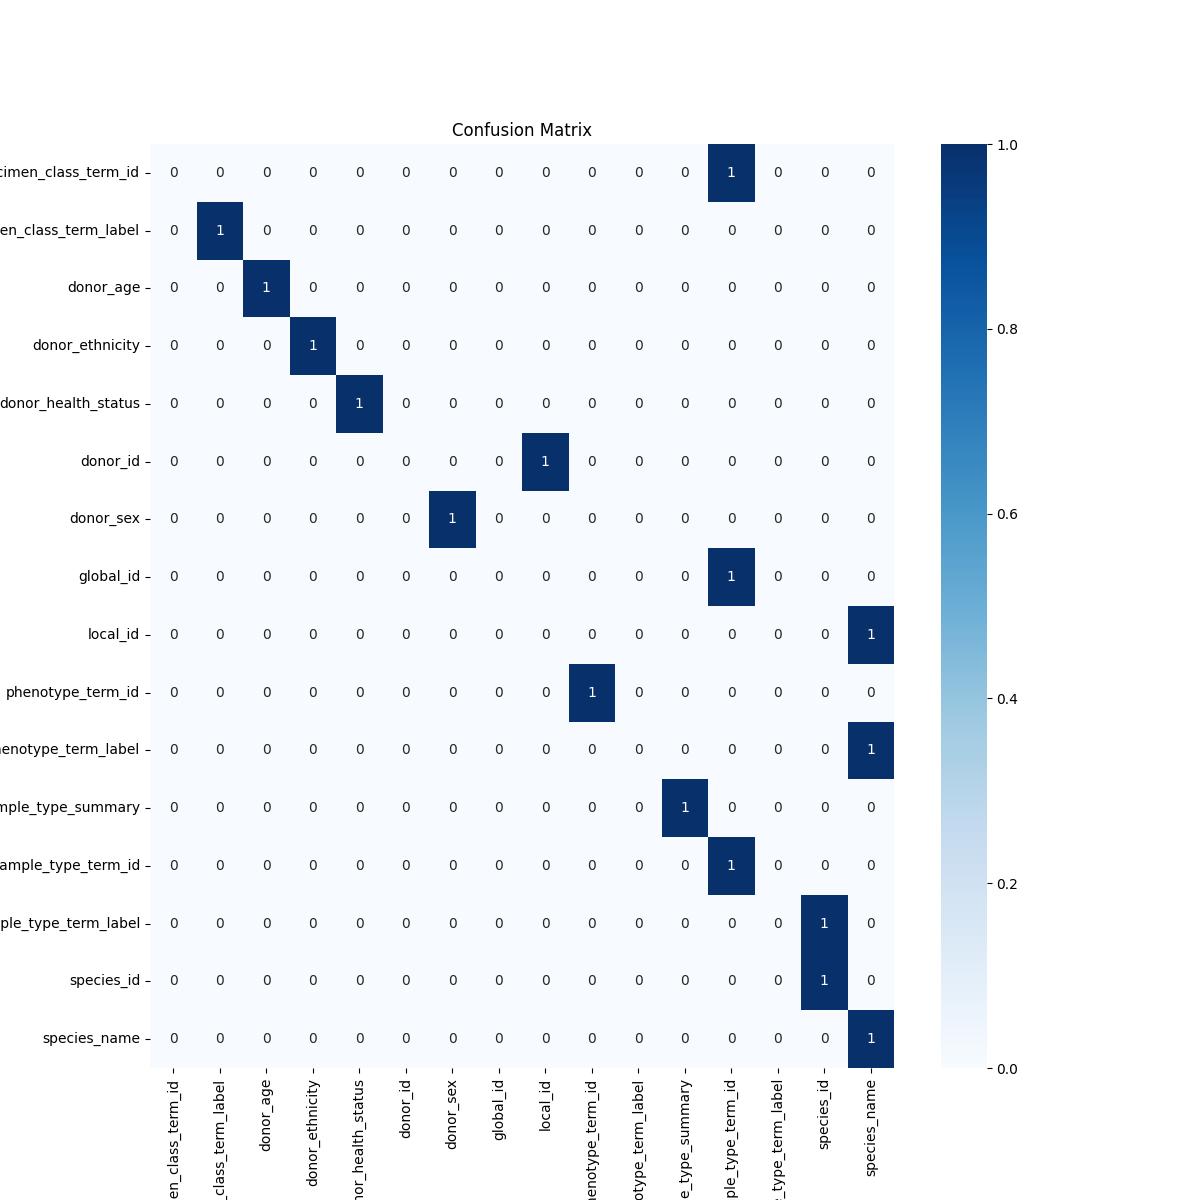 Confusion Matrix
cimen_class_term_id 0 0 0 0 0 0 0 0 0 0 0 0 1 0 0 0
en_class_term_label 0 1 0 0 0 0 0 0 0 0 0 0 0 0 0 0
donor_age 0 0 1 0 0 0 0 0 0 0 0 0 0 0 0 0
donor_ethnicity 0 0 0 1 0 0 0 0 0 0 0 0 0 0 0 0
donor_health_status 0 0 0 0 1 0 0 0 0 0 0 0 0 0 0 0
donor_id 0 0 0 0 0 0 0 0 1 0 0 0 0 0 0 0
donor_sex 0 0 0 0 0 0 1 0 0 0 0 0 0 0 0 0
global_id 0 0 0 0 0 0 0 0 0 0 0 0 1 0 0 0
local_id 0 0 0 0 0 0 0 0 0 0 0 0 0 0 0 1
phenotype_term_id 0 0 0 0 0 0 0 0 0 1 0 0 0 0 0 0
henotype_term_label 0 0 0 0 0 0 0 0 0 0 0 0 0 0 0 1
mple_type_summary 0 0 0 0 0 0 0 0 0 0 0 1 0 0 0 0
ample_type_term_id 0 0 0 0 0 0 0 0 0 0 0 0 1 0 0 0
ple_type_term_label 0 0 0 0 0 0 0 0 0 0 0 0 0 0 1 0
species_id 0 0 0 0 0 0 0 0 0 0 0 0 0 0 1 0
species_name 0 0 0 0 0 0 0 0 0 0 0 0 0 0 0 1
en_class_term_id
_class_term_label
donor_age
donor_ethnicity
nor_health_status
donor_id
donor_sex
global_id
local_id
henotype_term_id
otype_term_label
e_type_summary
ple_type_term_id
_type_term_label
species_id
species_name
1.0
0.8
0.6
0.4
0.2
0.0